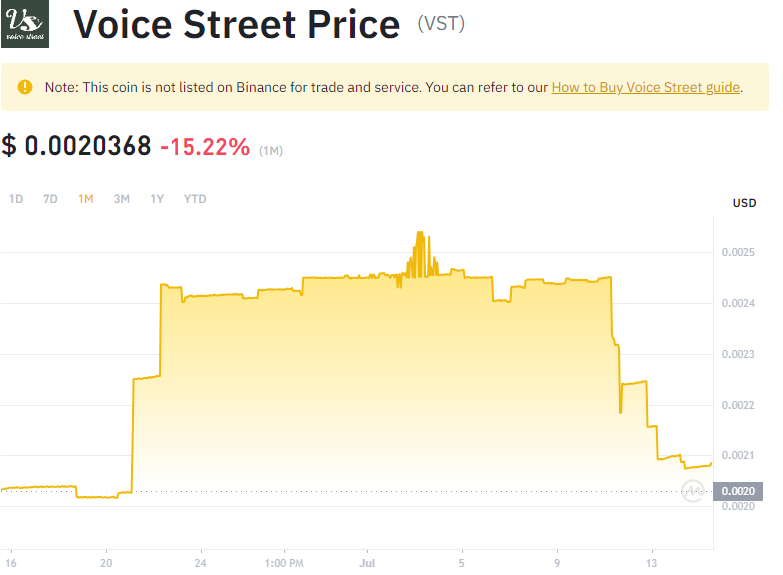 Vs
voice street
Voice Street Price (VST)
Note: This coin is not listed on Binance for trade and service. You can refer to our How to Buy Voice Street guide.
$ 0.0020368 -15.22% (1M)
1D 7D 1M 3M 1Y YTD
USD
0.0025
0.0024
0.0023
0.0022
0.0021
0.0020
0.0020
16 20 24 1:00 PM Jul 5 9 13